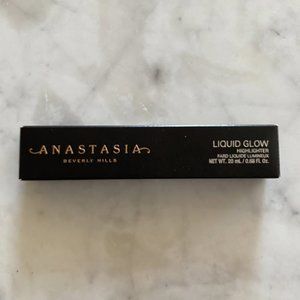 ANASTASIA
BEVERLY HILLS
LIQUID GLOW
HIGHLIGHTER
FARD LIQUIDE LUMINEUX
NET WT. 20 mL / 0.68 fl. Oz.